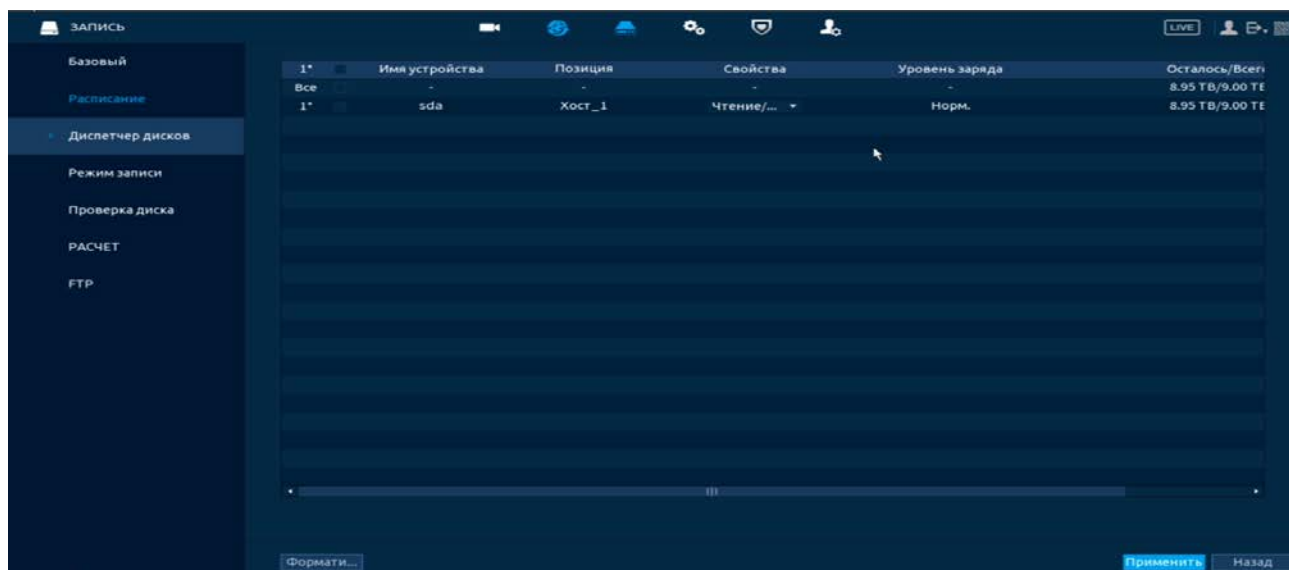 ЗАПИСЬ LIVE
Базовый
Расписание
Диспетчер дисков
Режим записи
Проверка диска
РАСЧЕТ
FTP
1* Имя устройства Позиция Свойства Уровень заряда Осталось/Всег
Все - - - - 8.95 TB/9.00 TE
1* sda Хост_1 Чтение/... Норм. 8.95 TB/9.00 TE
Формати... Применить Назад